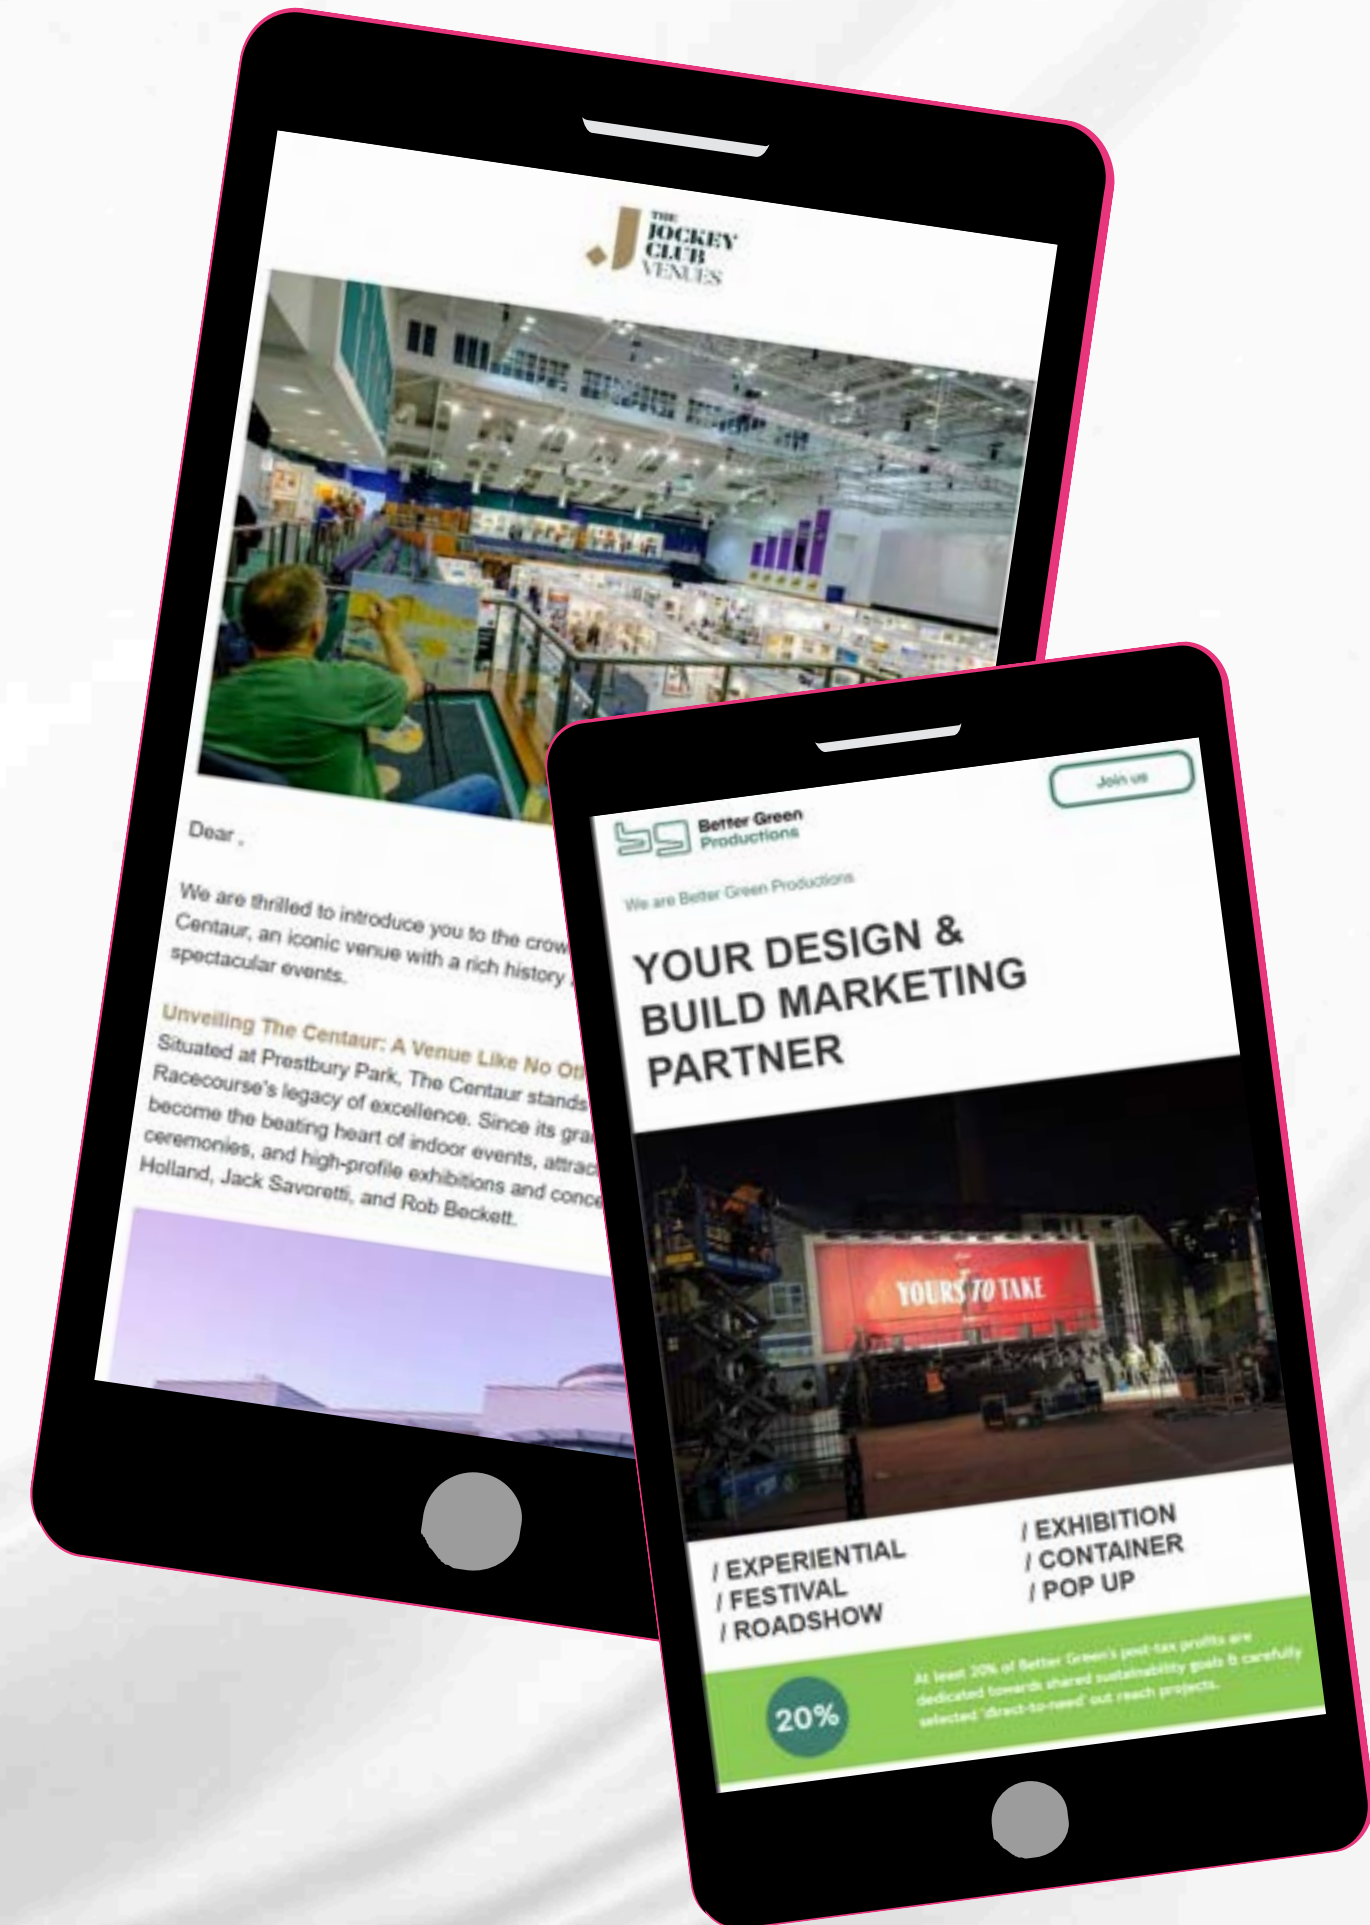 THE
JOCKEY
CLUB
VENUES
Dear ,
We are thrilled to introduce you to the crow
Centaur, an iconic venue with a rich history
spectacular events.
Unveiling The Centaur: A Venue Like No Oth
Situated at Prestbury Park, The Centaur stands
Racecourse's legacy of excellence. Since its gra
become the beating heart of indoor events, attrac
ceremonies, and high-profile exhibitions and conce
Holland, Jack Savoretti, and Rob Beckett.
Join us
bg Better Green
Productions
We are Better Green Productions
YOUR DESIGN &
BUILD MARKETING
PARTNER
YOURS TO TAKE
/ EXPERIENTIAL
/ FESTIVAL
/ ROADSHOW
/ EXHIBITION
/ CONTAINER
/ POP UP
20%
At least 20% of Better Green's post-tax profits are
dedicated towards shared sustainability goals & carefully
selected 'direct-to-need' out reach projects.